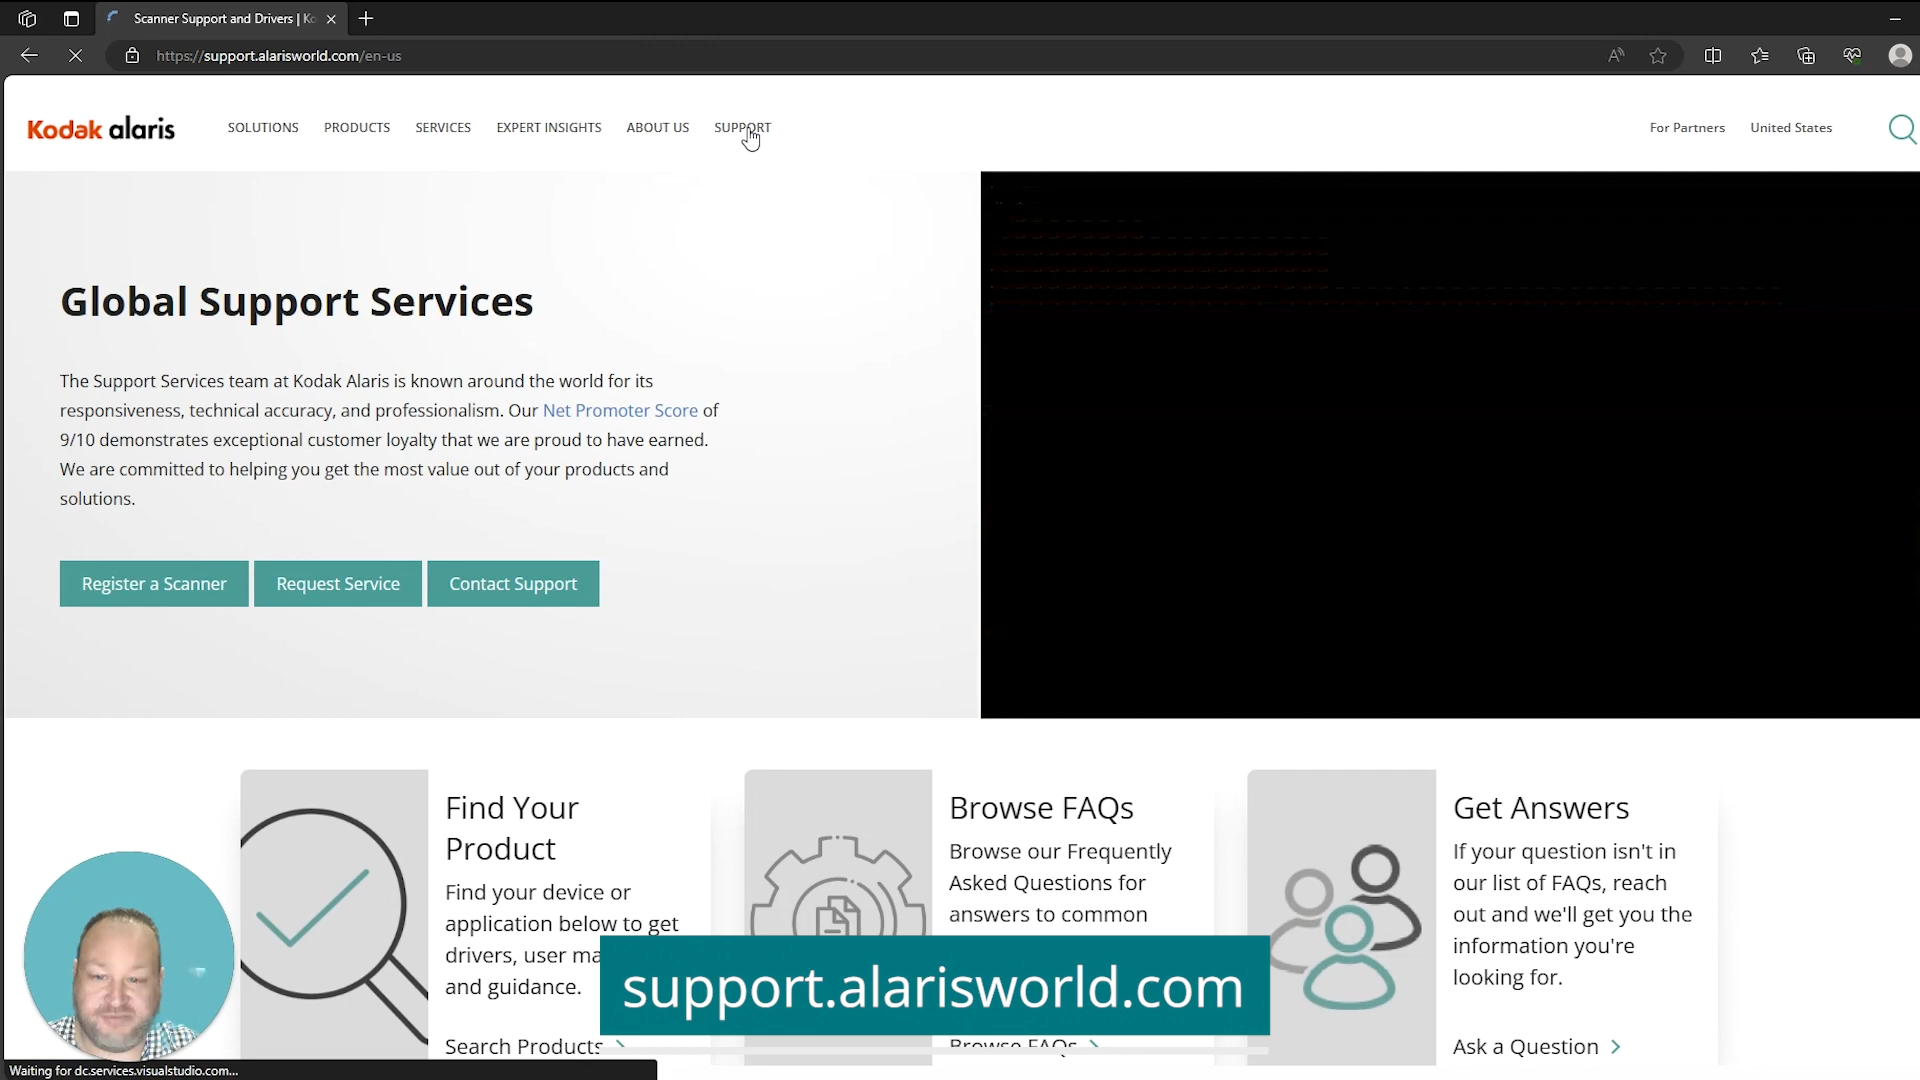 Scanner Support and Drivers | Ko
https://support.alarisworld.com/en-us
Kodak alaris
SOLUTIONS PRODUCTS SERVICES EXPERT INSIGHTS ABOUT US SUPPORT
For Partners United States
Global Support Services
The Support Services team at Kodak Alaris is known around the world for its
responsiveness, technical accuracy, and professionalism. Our Net Promoter Score of
9/10 demonstrates exceptional customer loyalty that we are proud to have earned.
We are committed to helping you get the most value out of your products and
solutions.
Register a Scanner Request Service Contact Support
Find Your
Product
Find your device or
application below to get
drivers, user ma
and guidance.
Search Products
Browse FAQs
Browse our Frequently
Asked Questions for
answers to common
Browse FAQs
Get Answers
If your question isn't in
our list of FAQs, reach
out and we'll get you the
information you're
looking for.
Ask a Question
support.alarisworld.com
Waiting for dc.services.visualstudio.com...